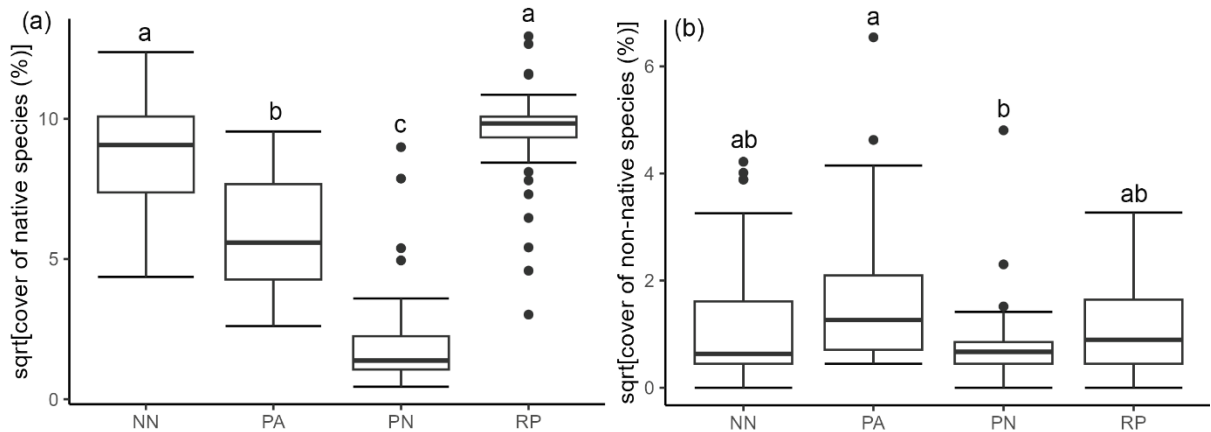 (a)
sqrt[cover of native species (%)]
10
5
0
a
b
c
a
NN
PA
PN
RP
(b)
sqrt[cover of non-native species (%)]
6
4
2
0
ab
a
b
ab
NN
PA
PN
RP